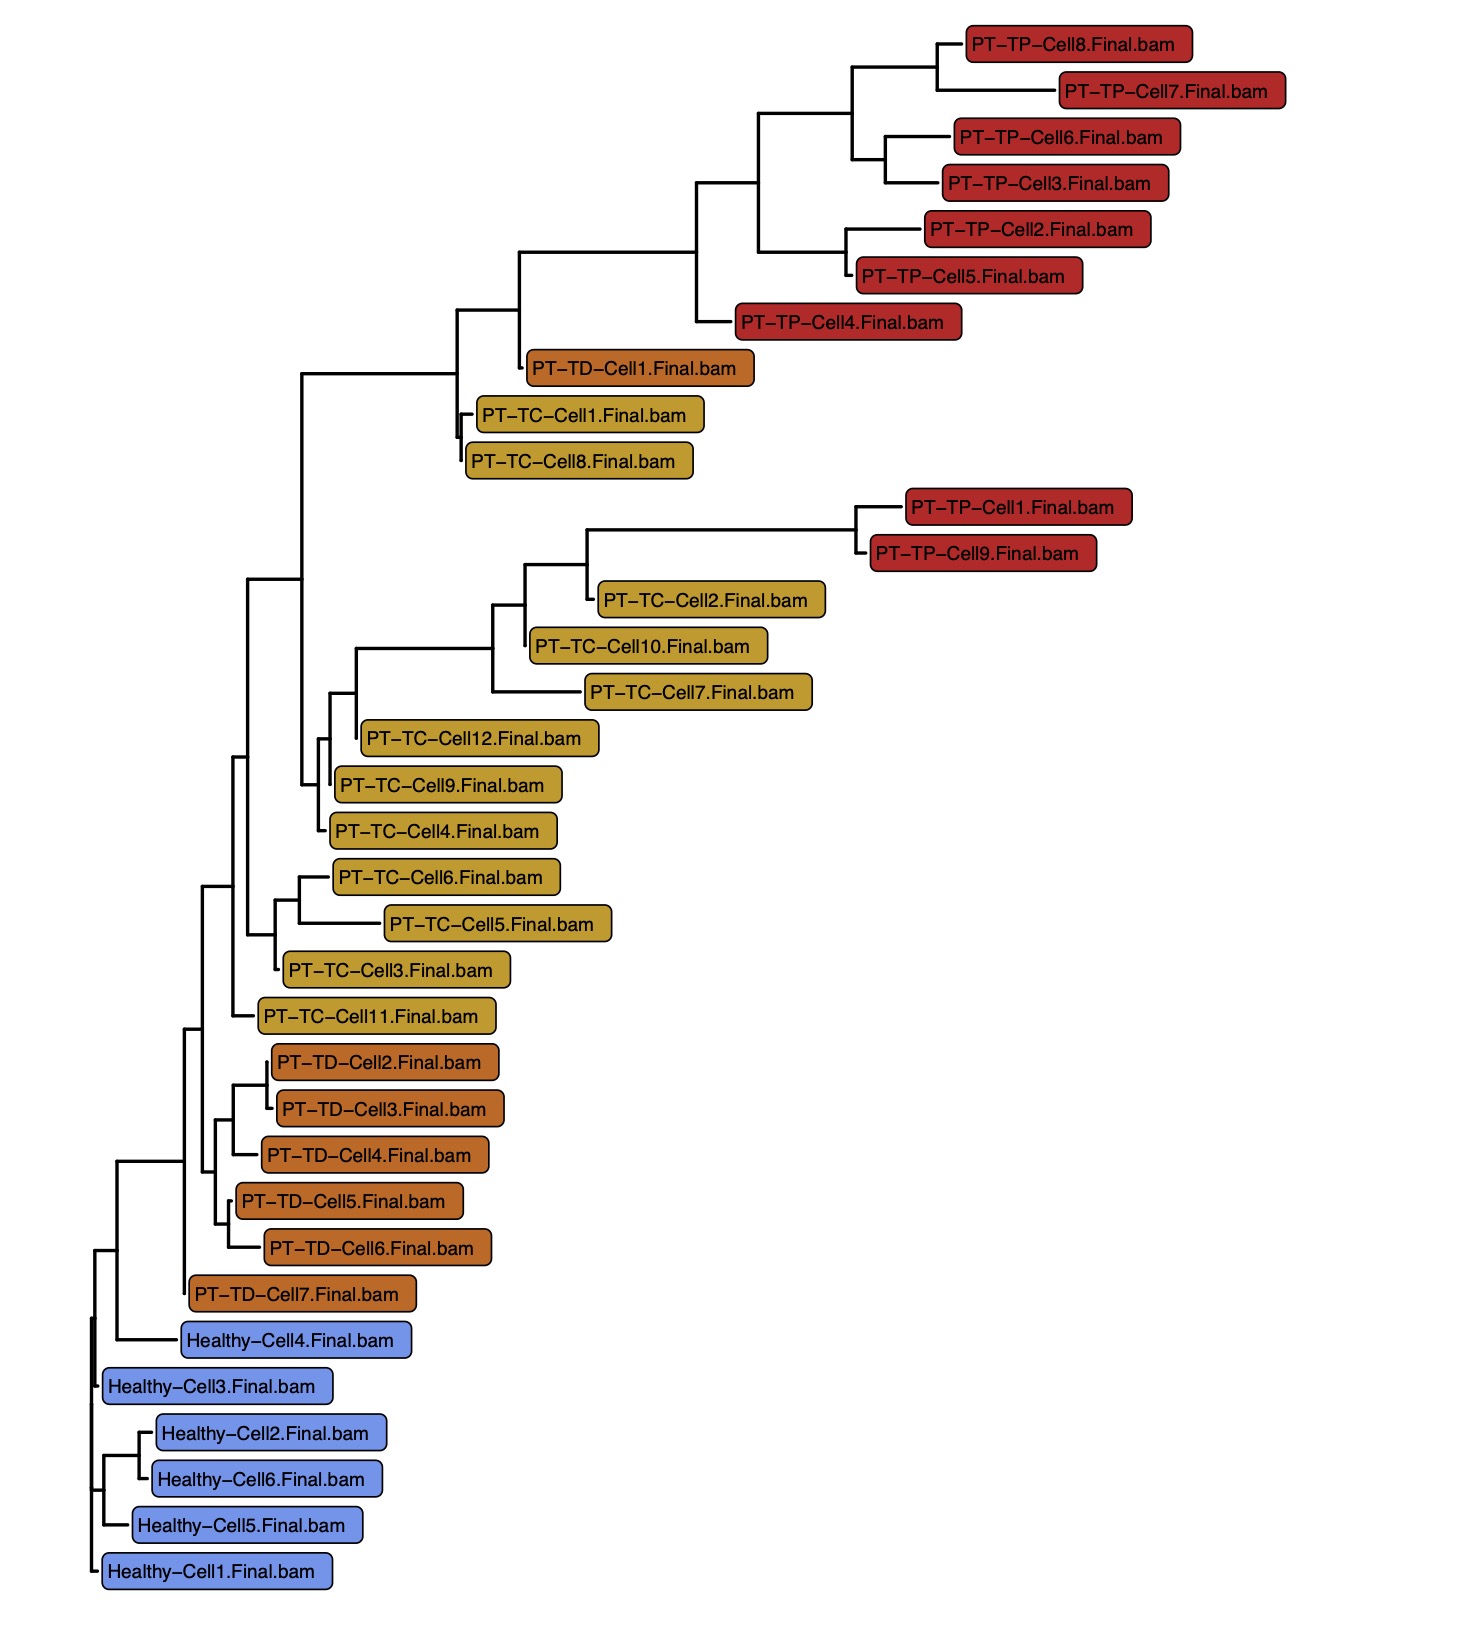 PT−TP−Cell8.Final.bam
PT−TP−Cell7.Final.bam
PT−TP−Cell6.Final.bam
PT−TP−Cell3.Final.bam
PT−TP−Cell2.Final.bam
PT−TP−Cell5.Final.bam
PT−TP−Cell4.Final.bam
PT−TD−Cell1.Final.bam
PT−TC−Cell1.Final.bam
PT−TC−Cell8.Final.bam
PT−TP−Cell1.Final.bam
PT−TP−Cell9.Final.bam
PT−TC−Cell2.Final.bam
PT−TC−Cell10.Final.bam
PT−TC−Cell7.Final.bam
PT−TC−Cell12.Final.bam
PT−TC−Cell9.Final.bam
PT−TC−Cell4.Final.bam
PT−TC−Cell6.Final.bam
PT−TC−Cell5.Final.bam
PT−TC−Cell3.Final.bam
PT−TC−Cell11.Final.bam
PT−TD−Cell2.Final.bam
PT−TD−Cell3.Final.bam
PT−TD−Cell4.Final.bam
PT−TD−Cell5.Final.bam
PT−TD−Cell6.Final.bam
PT−TD−Cell7.Final.bam
Healthy−Cell4.Final.bam
Healthy−Cell3.Final.bam
Healthy−Cell2.Final.bam
Healthy−Cell6.Final.bam
Healthy−Cell5.Final.bam
Healthy−Cell1.Final.bam